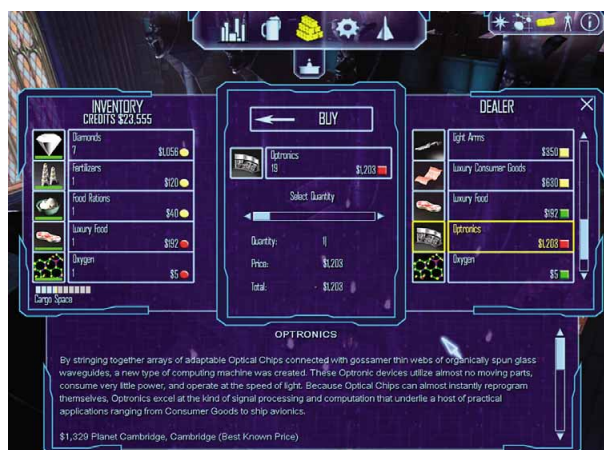 INVENTORY
CREDITS $23,555
Diamonds
7
$1,056
Fertilizers
1
$120
Food Rations
1
$40
Luxury Food
1
$192
Oxygen
1
$5
Cargo Space
BUY
Optronics
19
$1,203
Select Quantity
Quantity: 1
Price: $1,203
Total: $1,203
DEALER
Light Arms
$350
Luxury Consumer Goods
$630
Luxury Food
$192
Optronics
$1,203
Oxygen
$5
OPTRONICS
By stringing together arrays of adaptable Optical Chips connected with gossamer thin webs of organically spun glass
waveguides, a new type of computing machine was created. These Optronic devices utilize almost no moving parts,
consume very little power, and operate at the speed of light. Because Optical Chips can almost instantly reprogram
themselves, Optronics excel at the kind of signal processing and computation that underlie a host of practical
applications ranging from Consumer Goods to ship avionics.
$1,329 Planet Cambridge, Cambridge (Best Known Price)